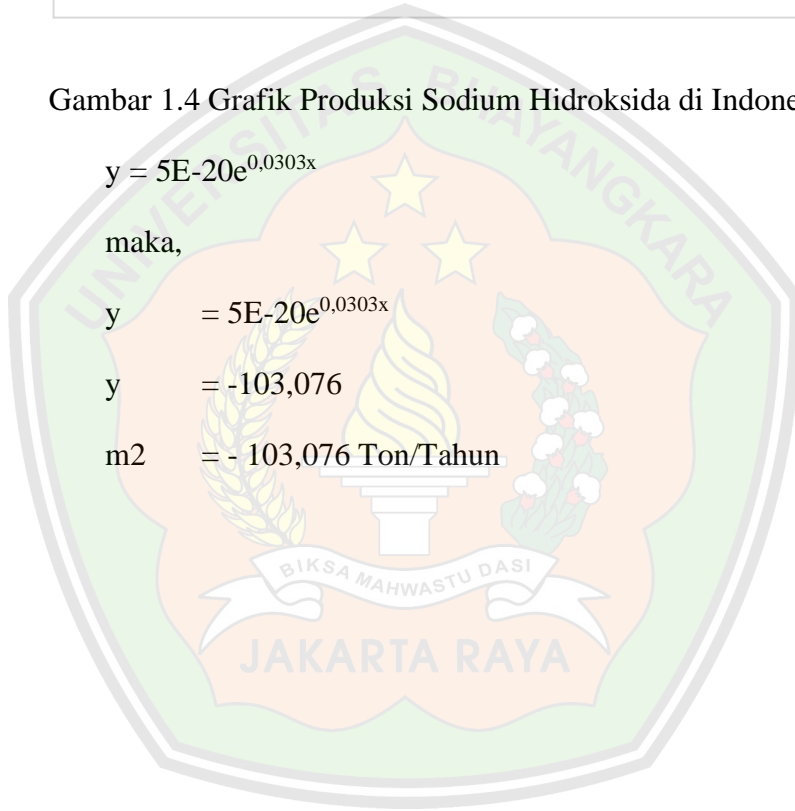 Gambar 1.4 Grafik Produksi Sodium Hidroksida di Indone
y = 5E-20e^0,0303x
maka,
y = 5E-20e^0,0303x
y = -103,076
m2 = - 103,076 Ton/Tahun
UNIVERSITAS BHAYANGKARA
BIKSA MAHWASTU DASI
JAKARTA RAYA